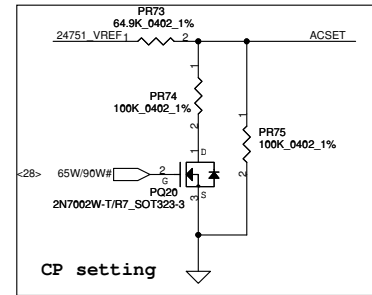 PR73
64.9K_0402_1%
24751_VREF 1 2 ACSET
1
PR74
100K_0402_1%
2
1
PR75
100K_0402_1%
2
1 D
<28> 65W/90W# 2
G
PQ20
3 S
2N7002W-T/R7_SOT323-3
CP setting